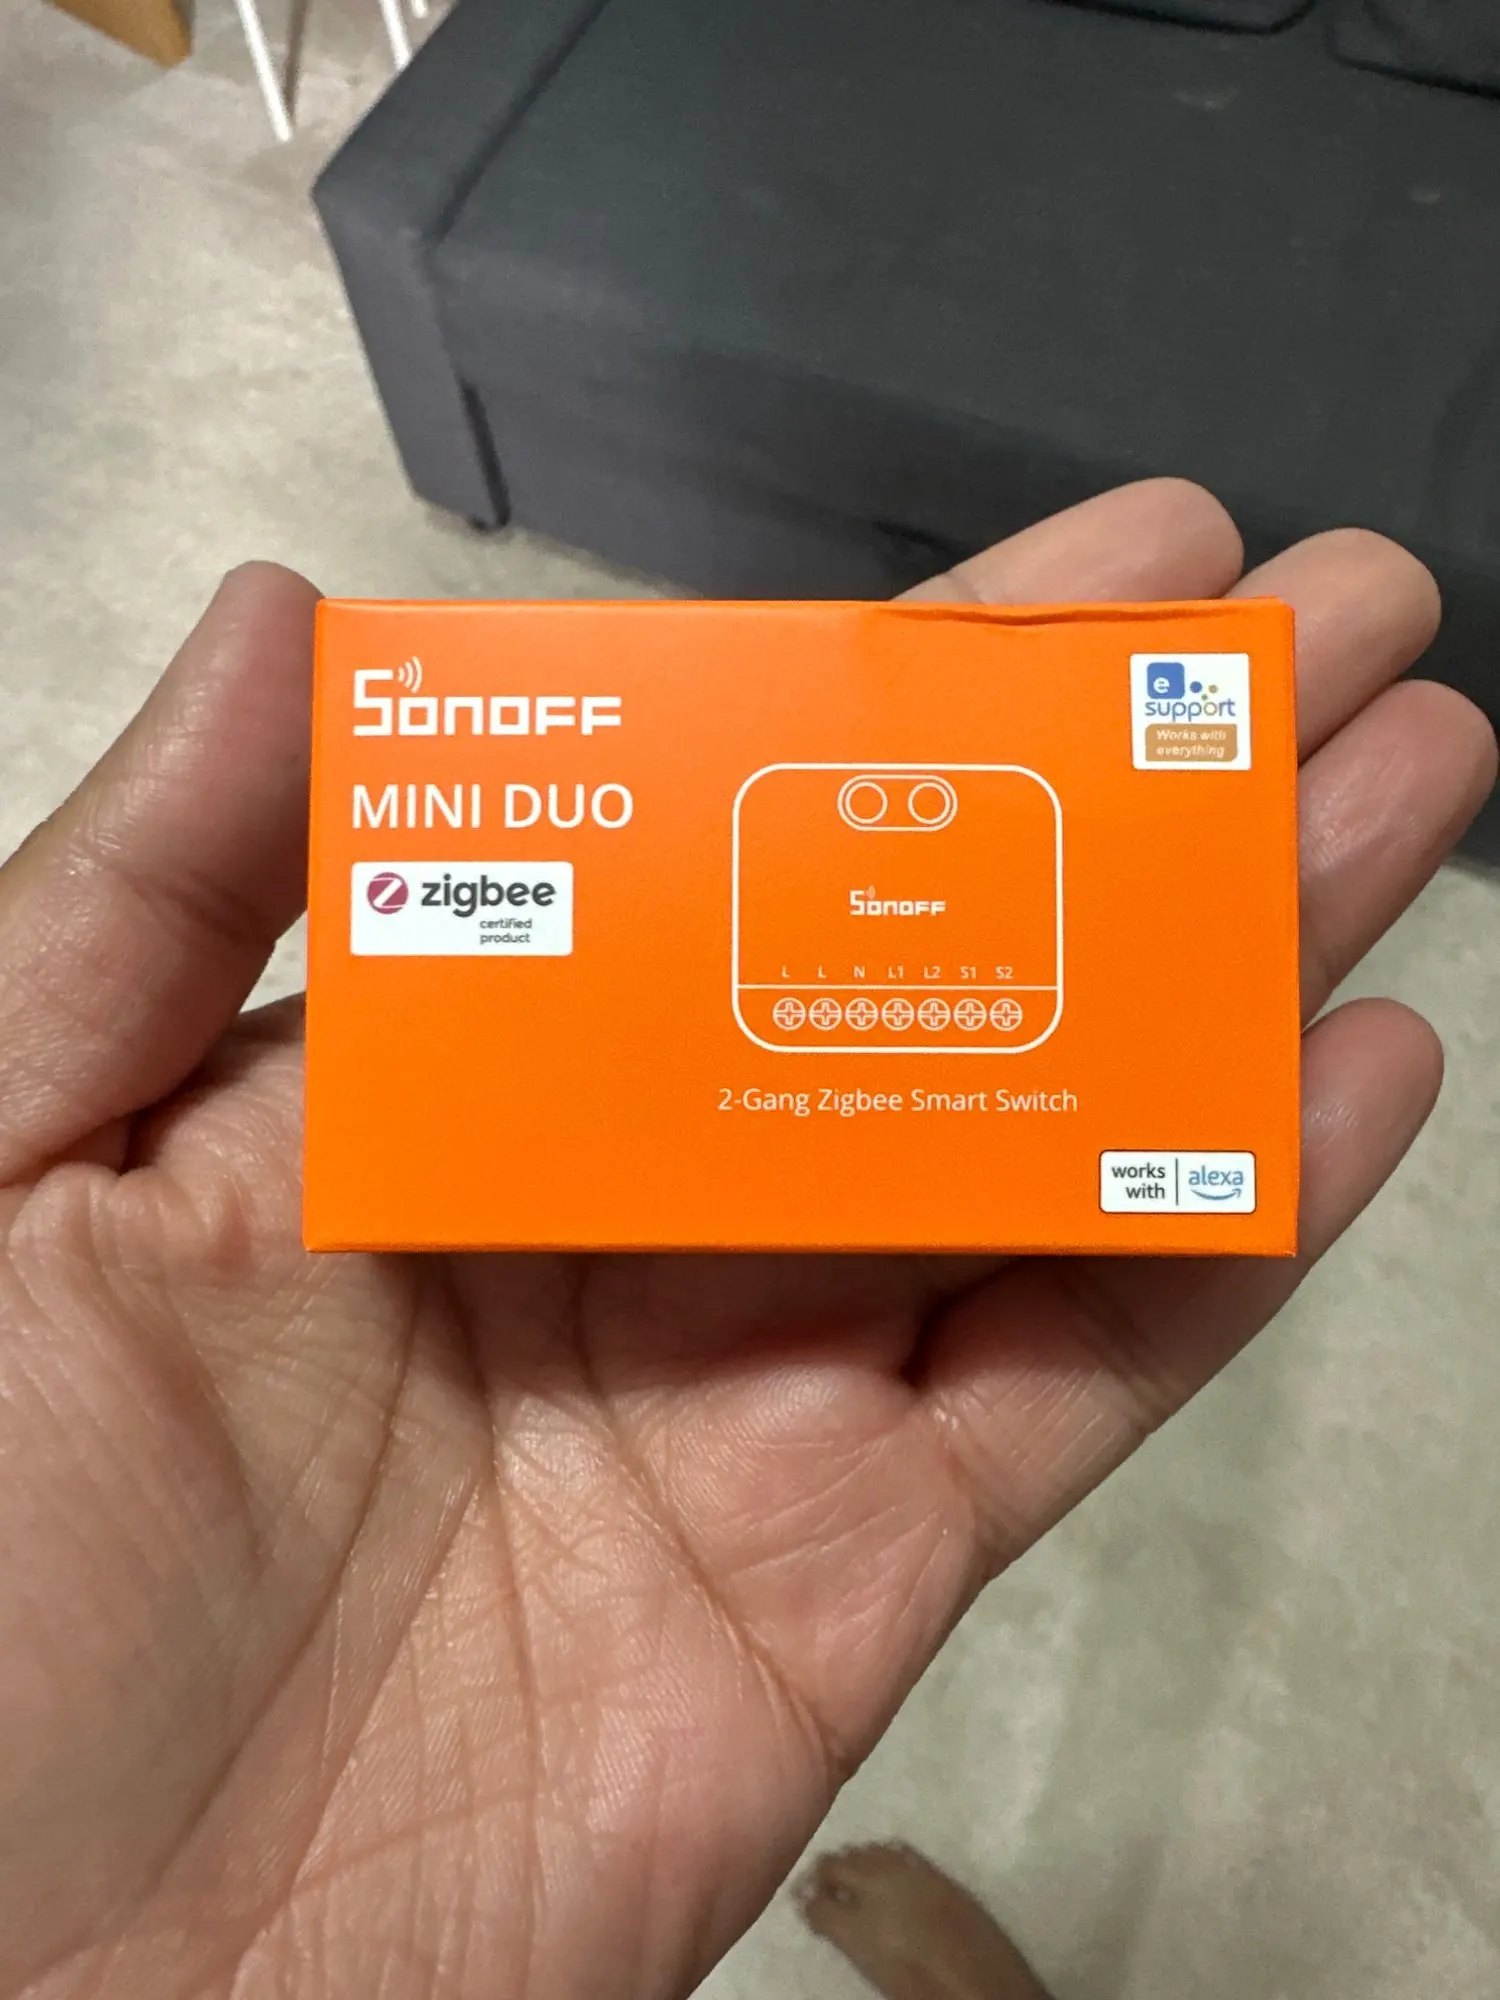 SONOFF
MINI DUO
zigbee
certified
product
e
support
Works with
everything
SONOFF
L L N L1 L2 S1 S2
2-Gang Zigbee Smart Switch
works
with
alexa